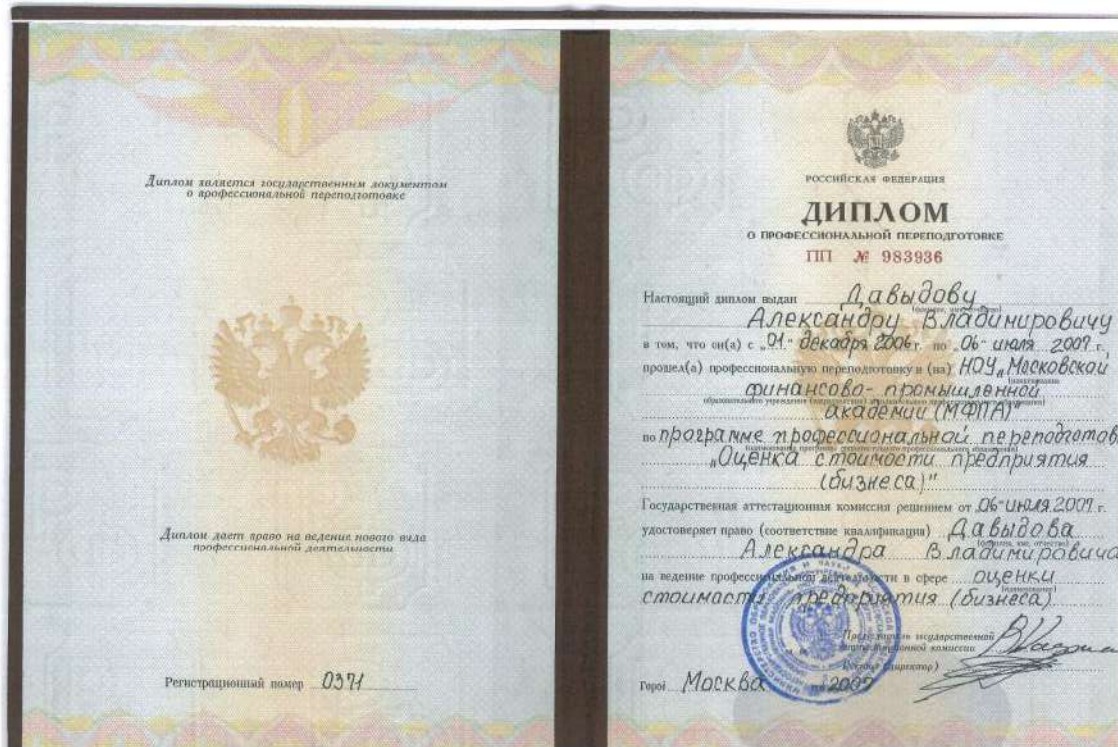 Диплом является государственным документом
о профессиональной переподготовке
Диплом дает право на ведение нового вида
профессиональной деятельности
Регистрационный номер 0371
РОССИЙСКАЯ ФЕДЕРАЦИЯ
ДИПЛОМ
О ПРОФЕССИОНАЛЬНОЙ ПЕРЕПОДГОТОВКЕ
ПП № 983936
Настоящий диплом выдан Давыдову
Александру Владимировичу
в том, что он(а) с „01" декабря 2006 г. по „06" июля 2007 г.
прошел(а) профессиональную переподготовку в (на) НОУ „Московской
финансово-промышленной
академии (МФПА)"
по программе профессиональной переподготов
„Оценка стоимости предприятия
(бизнеса)"
Государственная аттестационная комиссия решением от „06" июля 2007 г.
удостоверяет право (соответствие квалификации) Давыдова
Александра Владимировича
на ведение профессиональной деятельности в сфере оценки
стоимости предприятия (бизнеса)
Председатель государственной
аттестационной комиссии
Ректор (директор)
Город Москва 2007